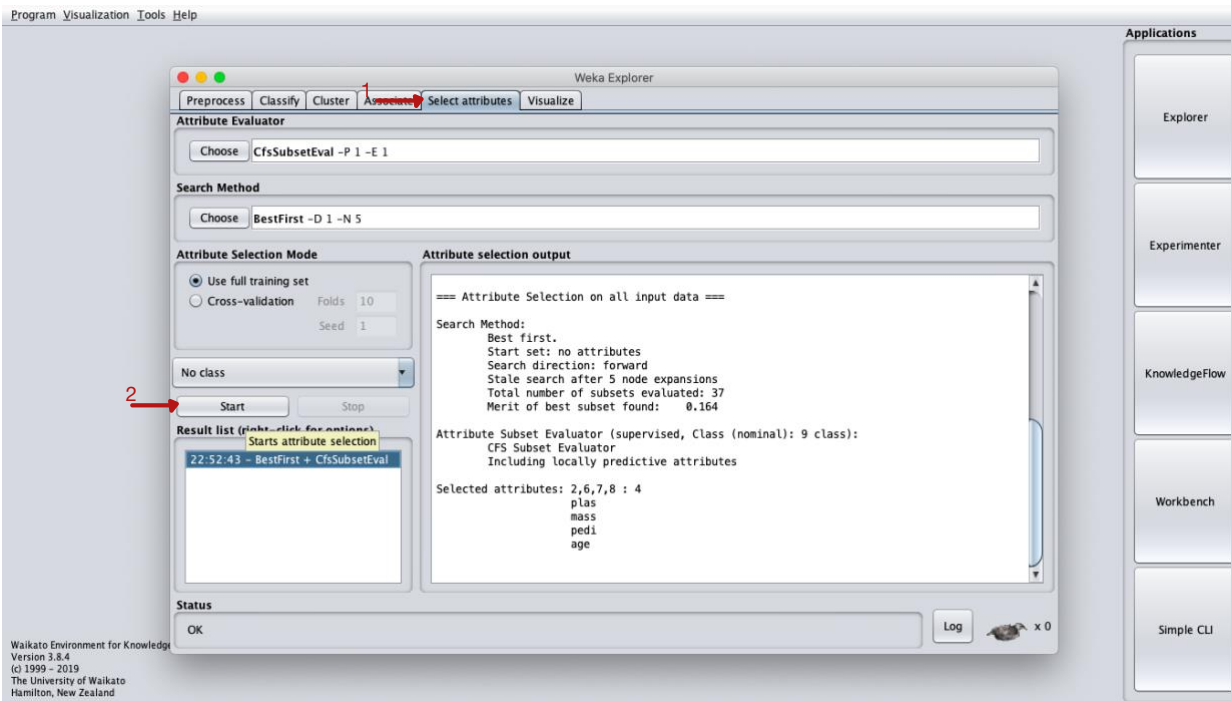 Program Visualization Tools Help
Applications
Weka Explorer
1
Preprocess Classify Cluster Associate Select attributes Visualize
Attribute Evaluator
Choose CfsSubsetEval -P 1 -E 1
Search Method
Choose BestFirst -D 1 -N 5
Attribute Selection Mode
Use full training set
Cross-validation Folds 10
Seed 1
No class
2
Start Stop
Result list (right-click for options)
Starts attribute selection
22:52:43 - BestFirst + CfsSubsetEval
Attribute selection output
=== Attribute Selection on all input data ===
Search Method:
Best first.
Start set: no attributes
Search direction: forward
Stale search after 5 node expansions
Total number of subsets evaluated: 37
Merit of best subset found: 0.164
Attribute Subset Evaluator (supervised, Class (nominal): 9 class):
CFS Subset Evaluator
Including locally predictive attributes
Selected attributes: 2,6,7,8 : 4
plas
mass
pedi
age
Status
OK
Log x 0
Explorer
Experimenter
KnowledgeFlow
Workbench
Simple CLI
Waikato Environment for Knowledge
Version 3.8.4
(c) 1999 - 2019
The University of Waikato
Hamilton, New Zealand